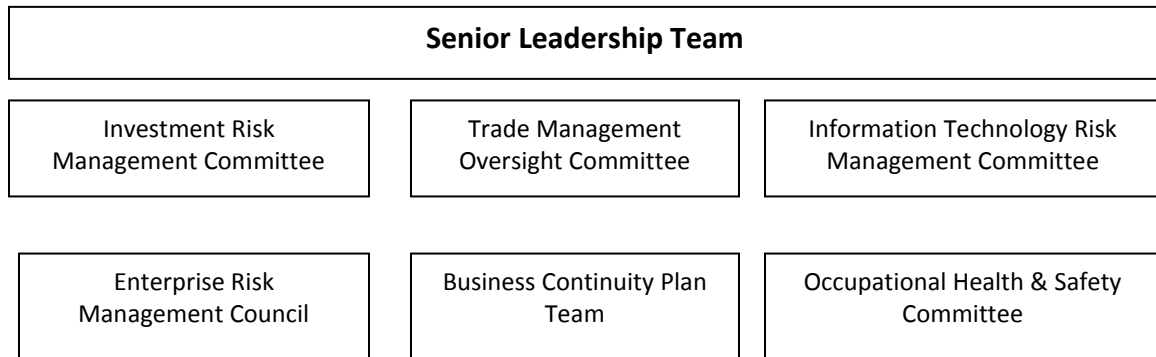 Senior Leadership Team
Investment Risk
Management Committee
Trade Management
Oversight Committee
Information Technology Risk
Management Committee
Enterprise Risk
Management Council
Business Continuity Plan
Team
Occupational Health & Safety
Committee